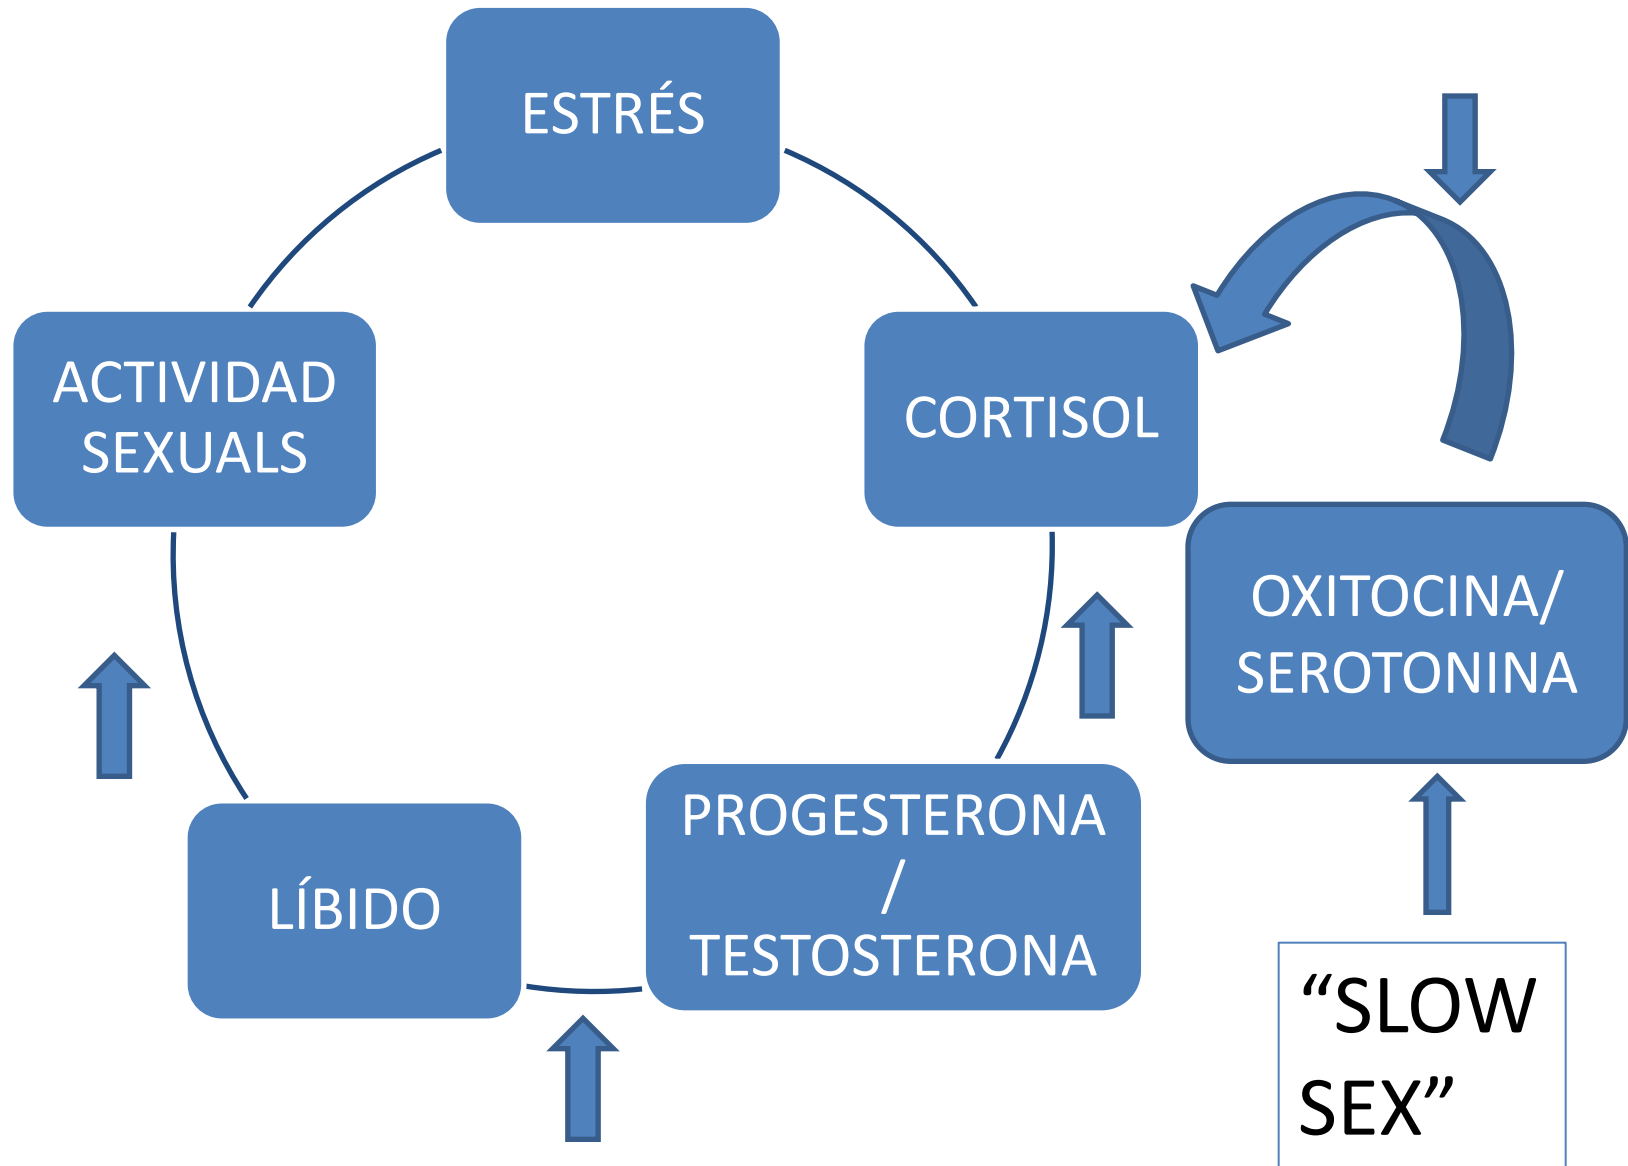 ESTRÉS
CORTISOL
OXITOCINA/
SEROTONINA
PROGESTERONA
/
TESTOSTERONA
LÍBIDO
ACTIVIDAD
SEXUALS
“SLOW
SEX”